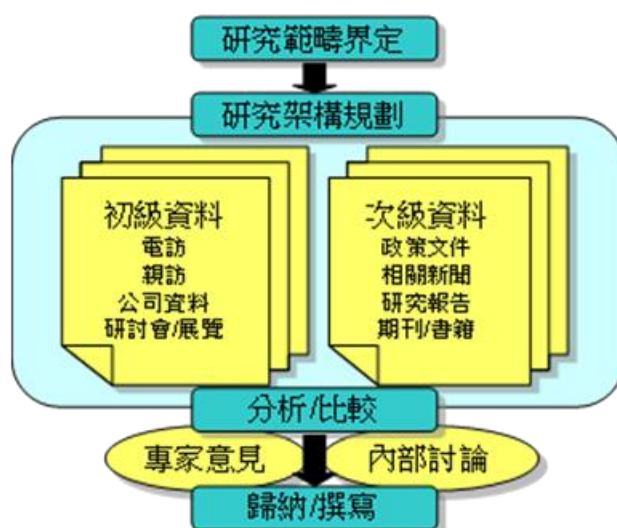 研究範疇界定
研究架構規劃
初級資料
電訪
親訪
公司資料
研討會/展覽
次級資料
政策文件
相關新聞
研究報告
期刊/書籍
分析/比較
專家意見
內部討論
歸納/撰寫